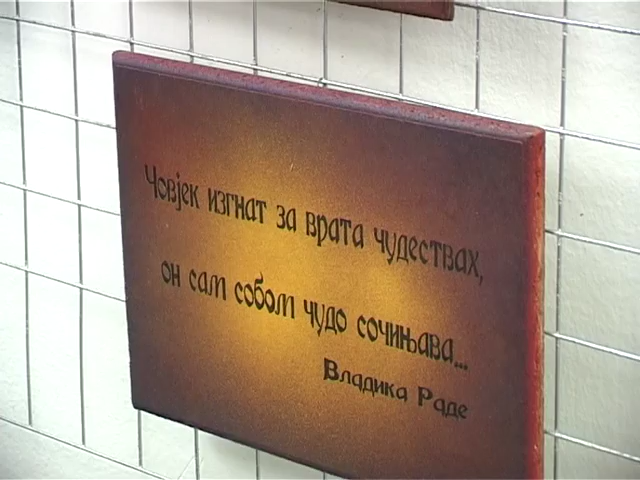 Човјек изгнат за врата чудествах,
он сам собом чудо сочињава...
Владика Раде